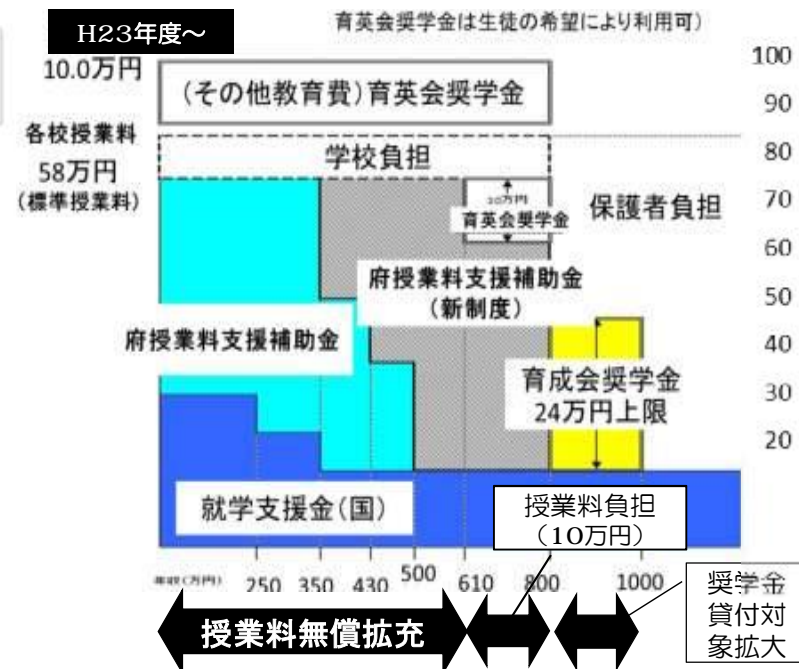 育英会奨学金は生徒の希望により利用可)
H23年度～
10.0万円
(その他教育費)育英会奨学金
各校授業料
58万円
(標準授業料)
学校負担
育英会奨学金
保護者負担
府授業料支援補助金
(新制度)
府授業料支援補助金
育成会奨学金
24万円上限
就学支援金(国)
授業料負担
(10万円)
100
90
80
70
60
50
40
30
20
年収(万円)
250
350
430
500
610
800
1000
授業料無償拡充
奨学金
貸付対
象拡大